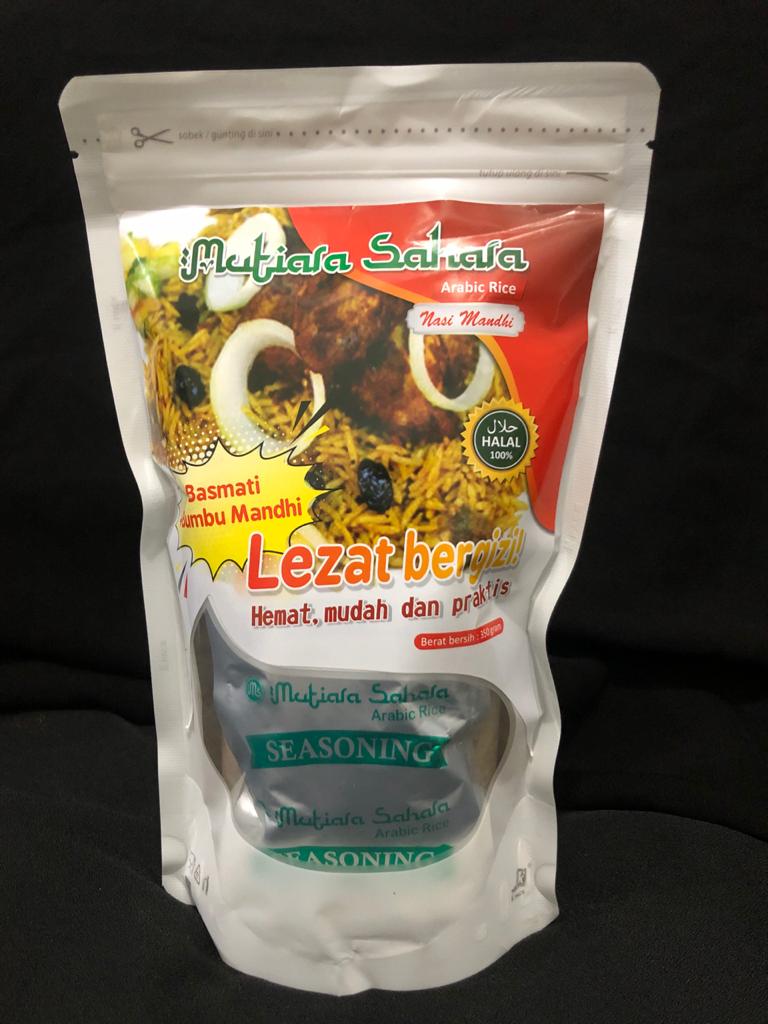 sobek / gunting di sini
tutup ulang di sini
Mutiara Sahara
Arabic Rice
Nasi Mandhi
حلال
HALAL
100%
Basmati
Bumbu Mandhi
Lezat bergizi!
Hemat, mudah dan praktis
Berat bersih : 350 gram
Ms Mutiara Sahara
Arabic Rice
SEASONING
Mutiara Sahara
Arabic Rice
SEASONING